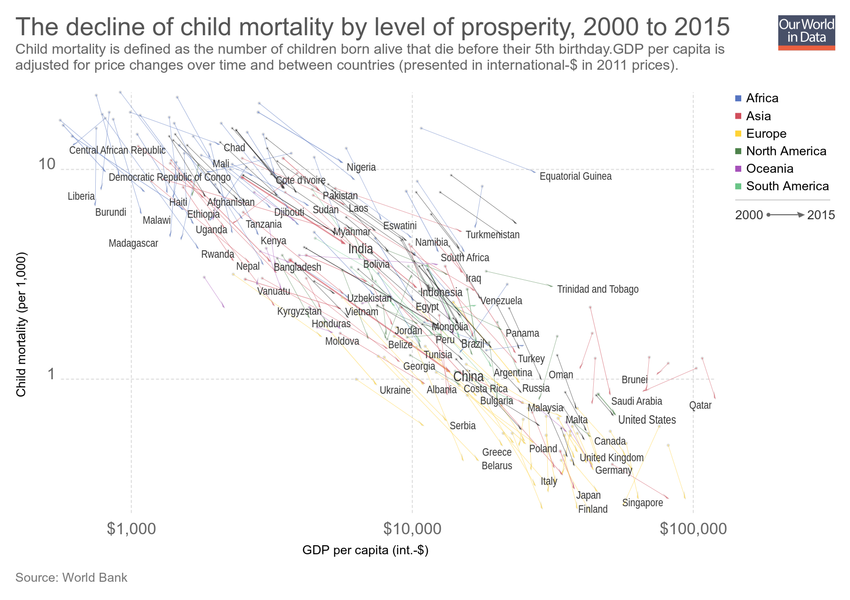 The decline of child mortality by level of prosperity, 2000 to 2015
Our World
in Data
Child mortality is defined as the number of children born alive that die before their 5th birthday.GDP per capita is
adjusted for price changes over time and between countries (presented in international-$ in 2011 prices).
Africa
Asia
Europe
North America
Oceania
South America
2000
2015
Child mortality (per 1,000)
10
1
Central African Republic
Chad
Mali
Nigeria
Democratic Republic of Congo
Cote d'Ivoire
Equatorial Guinea
Liberia
Haiti
Afghanistan
Pakistan
Burundi
Ethiopia
Djibouti
Sudan
Laos
Malawi
Uganda
Tanzania
Myanmar
Eswatini
Turkmenistan
Madagascar
Kenya
India
Namibia
Rwanda
Nepal
Bangladesh
Bolivia
South Africa
Iraq
Vanuatu
Uzbekistan
Indonesia
Venezuela
Trinidad and Tobago
Kyrgyzstan
Vietnam
Egypt
Honduras
Jordan
Mongolia
Panama
Moldova
Belize
Peru
Brazil
Tunisia
Turkey
Georgia
China
Argentina
Oman
Brunei
Ukraine
Albania
Costa Rica
Russia
Bulgaria
Malaysia
Saudi Arabia
Qatar
Serbia
Malta
United States
Poland
Canada
Greece
United Kingdom
Belarus
Germany
Italy
Japan
Singapore
Finland
$1,000
$10,000
$100,000
GDP per capita (int.-$)
Source: World Bank